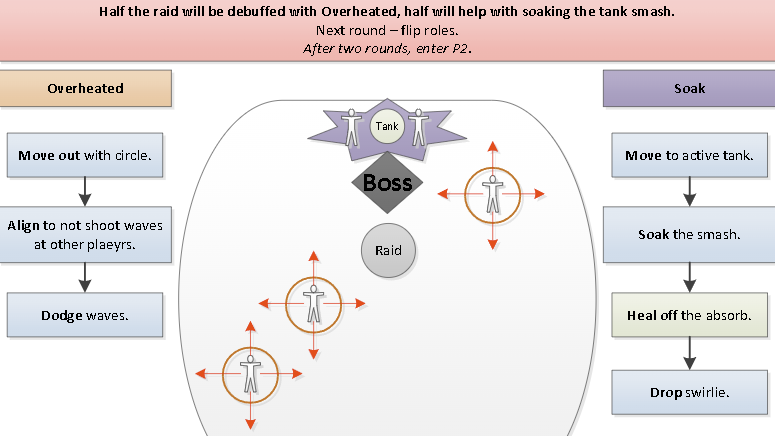 Half the raid will be debuffed with Overheated, half will help with soaking the tank smash.
Next round – flip roles.
After two rounds, enter P2.
Overheated
Move out with circle.
Align to not shoot waves
at other plaeyrs.
Dodge waves.
Tank
Boss
Raid
Soak
Move to active tank.
Soak the smash.
Heal off the absorb.
Drop swirlie.